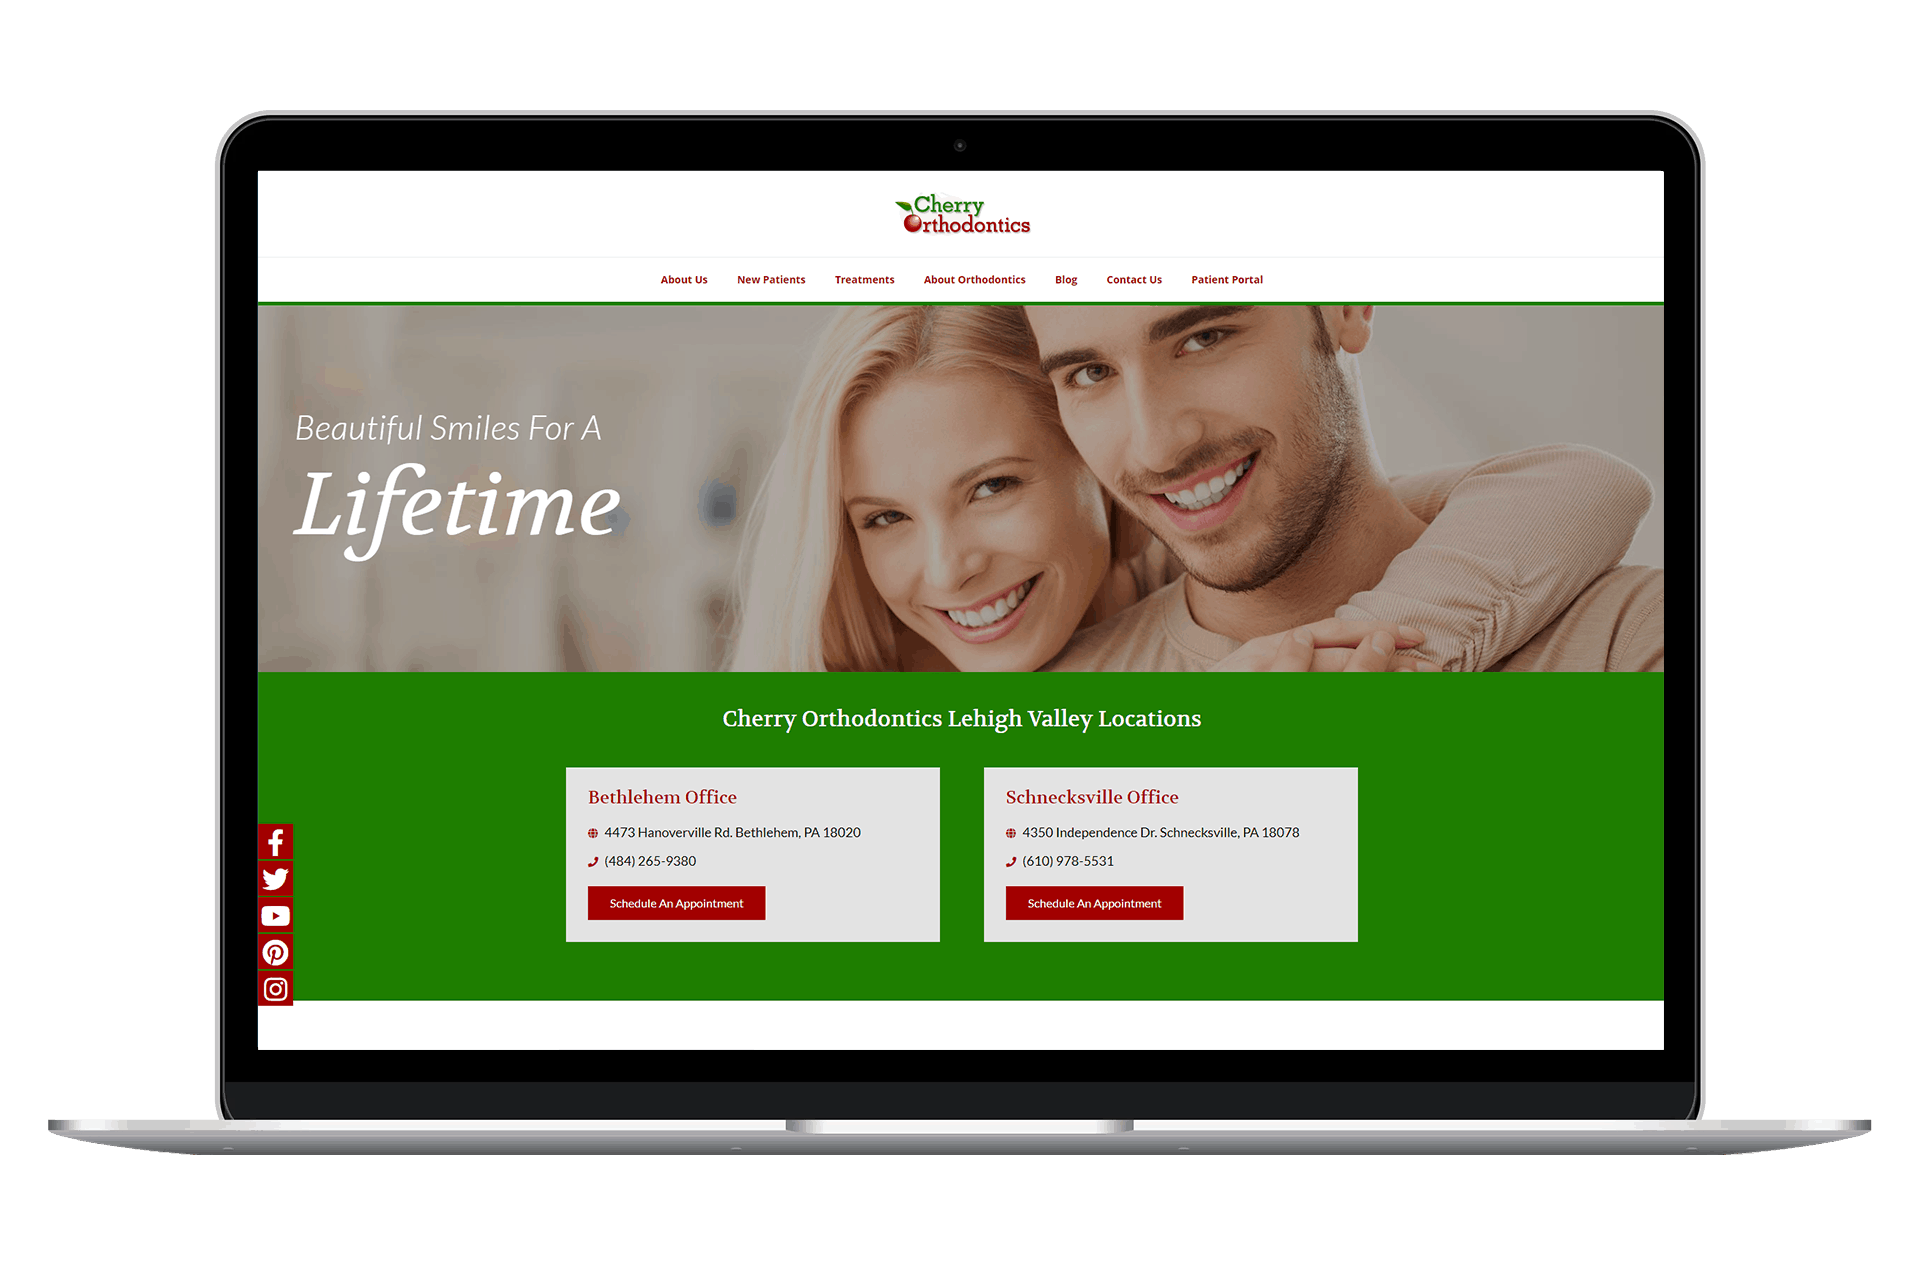 Cherry
Orthodontics
About Us New Patients Treatments About Orthodontics Blog Contact Us Patient Portal
Beautiful Smiles For A
Lifetime
Cherry Orthodontics Lehigh Valley Locations
Bethlehem Office
4473 Hanoverville Rd. Bethlehem, PA 18020
(484) 265-9380
Schedule An Appointment
Schnecksville Office
4350 Independence Dr. Schnecksville, PA 18078
(610) 978-5531
Schedule An Appointment